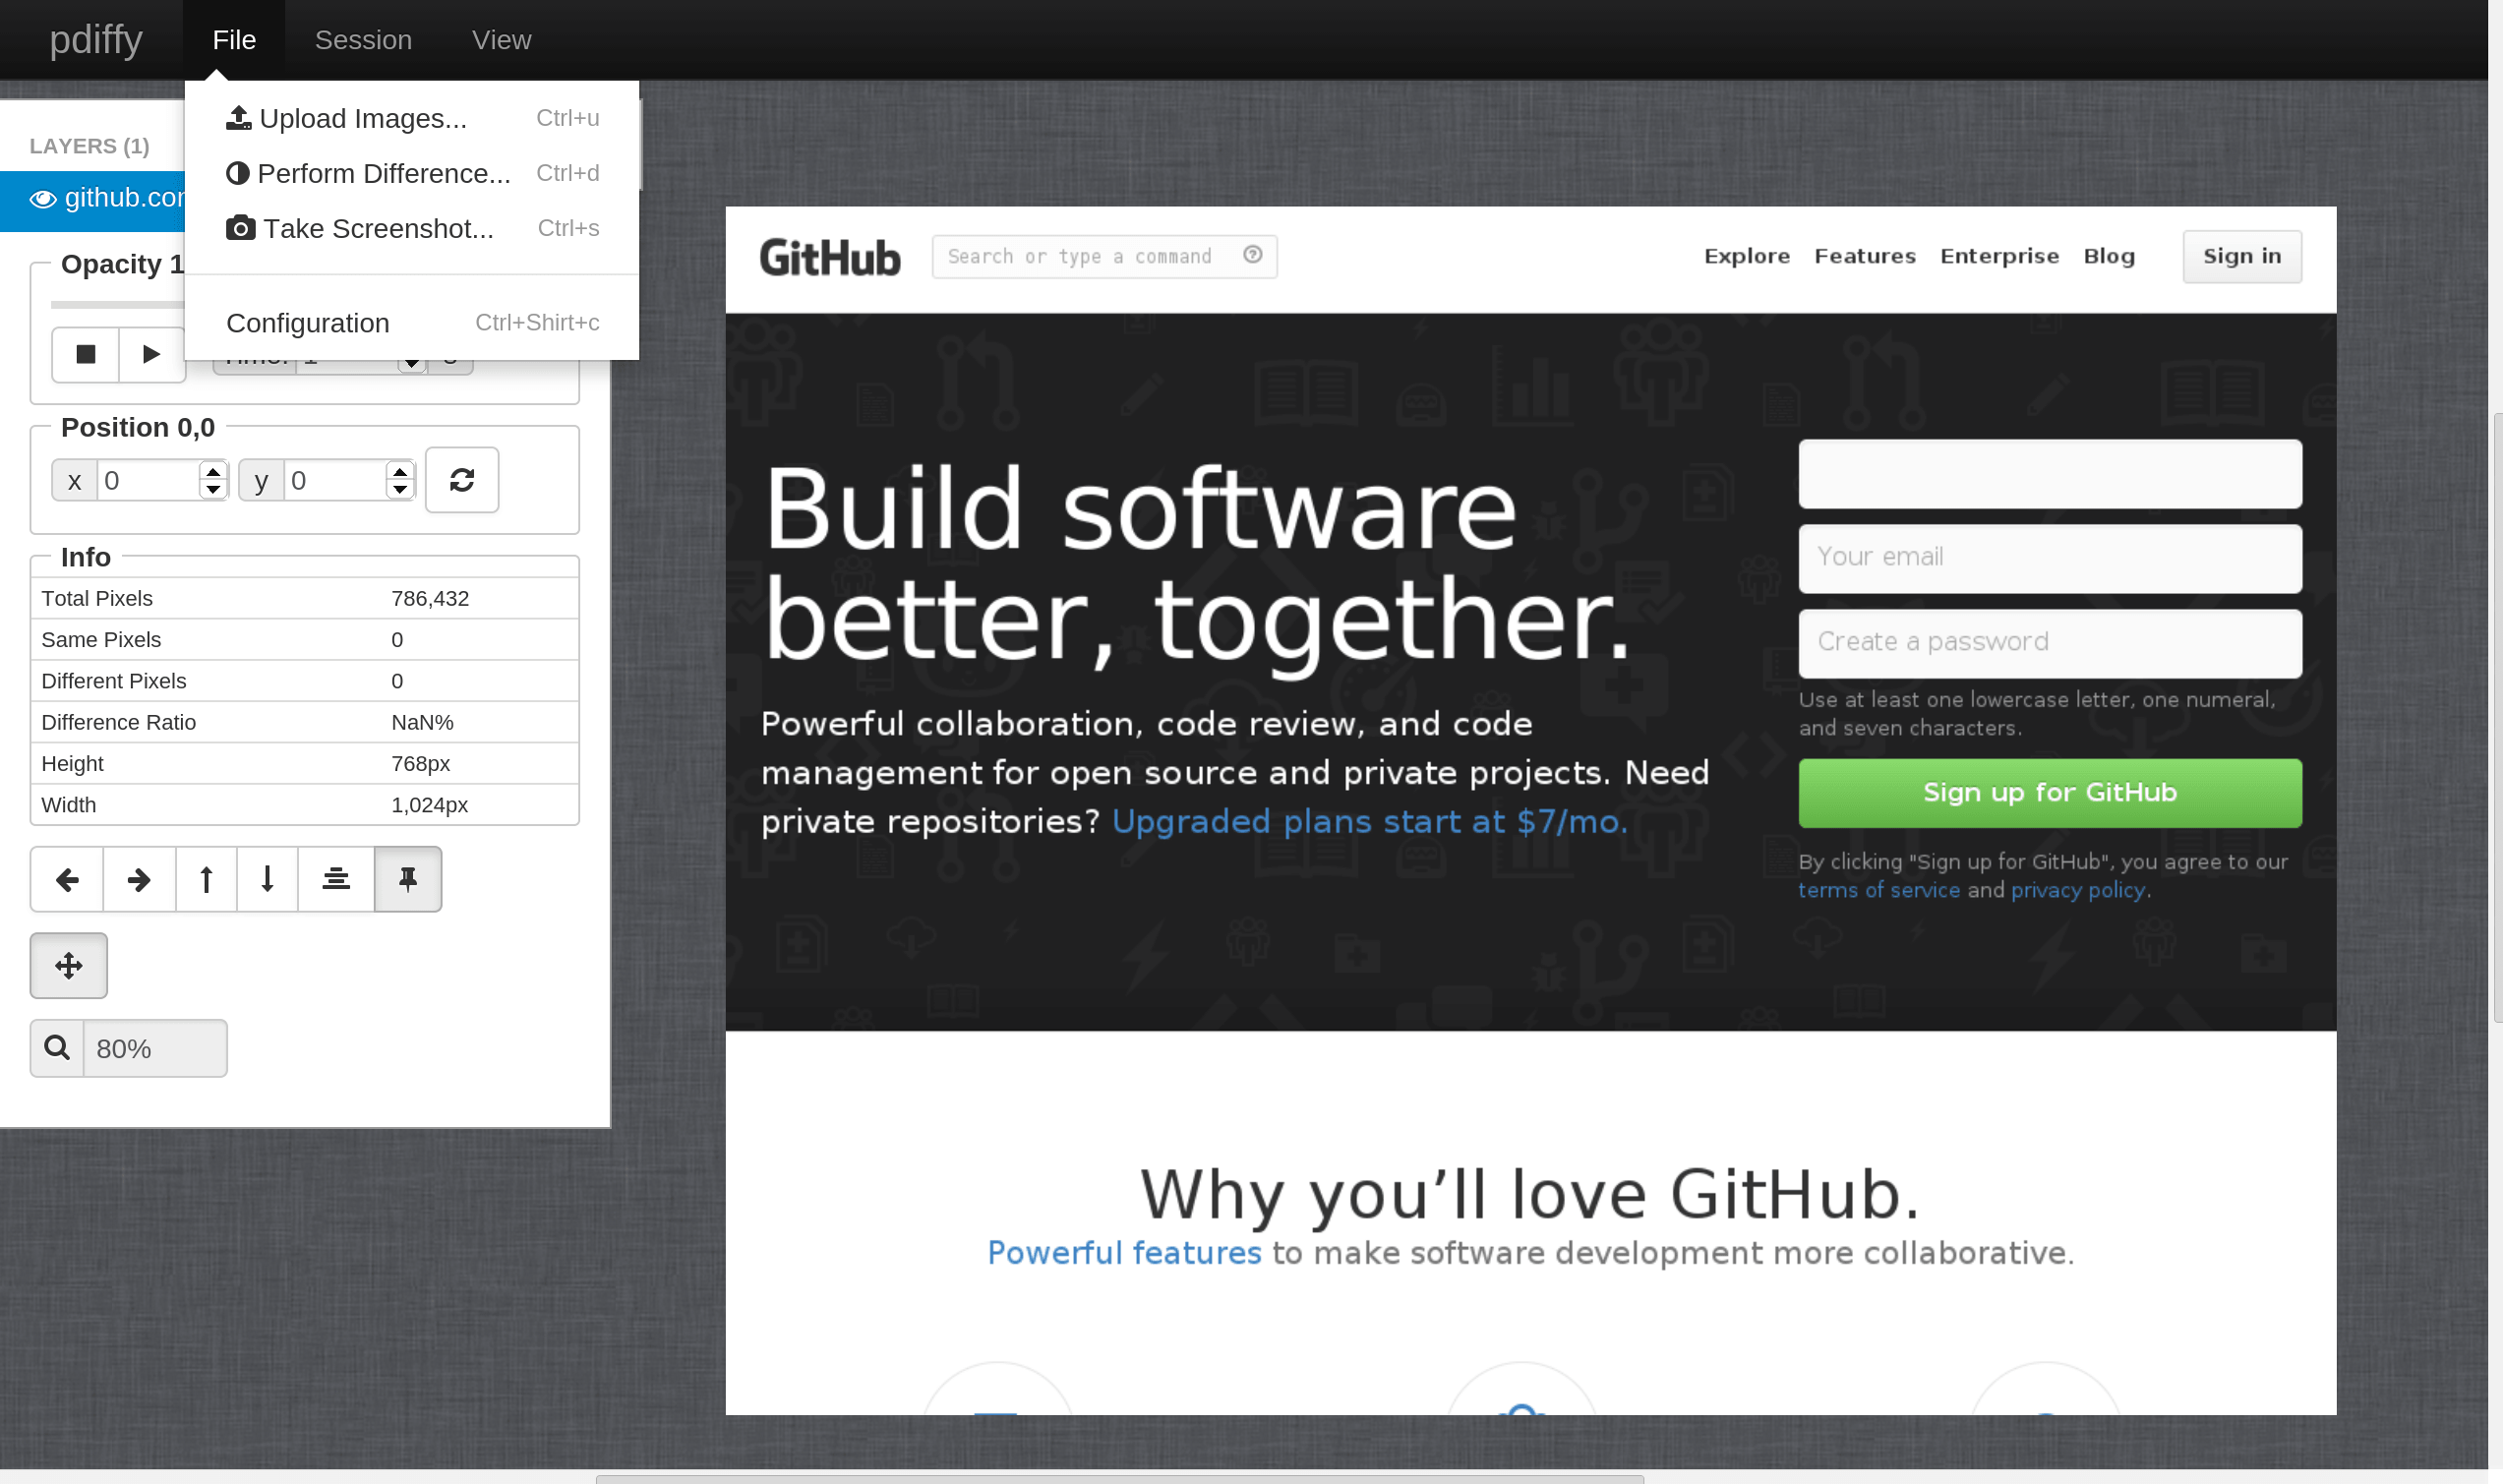 pdiffy File Session View
Upload Images... Ctrl+u
Perform Difference... Ctrl+d
Take Screenshot... Ctrl+s
Configuration Ctrl+Shirt+c
LAYERS (1)
Opacity 1
Position 0,0
x 0 y 0
Info
Total Pixels 786,432
Same Pixels 0
Different Pixels 0
Difference Ratio NaN%
Height 768px
Width 1,024px
80%
GitHub Search or type a command Explore Features Enterprise Blog Sign in
Build software
better, together.
Powerful collaboration, code review, and code
management for open source and private projects. Need
private repositories? Upgraded plans start at $7/mo.
Your email
Create a password
Use at least one lowercase letter, one numeral,
and seven characters.
Sign up for GitHub
By clicking "Sign up for GitHub", you agree to our
terms of service and privacy policy.
Why you’ll love GitHub.
Powerful features to make software development more collaborative.